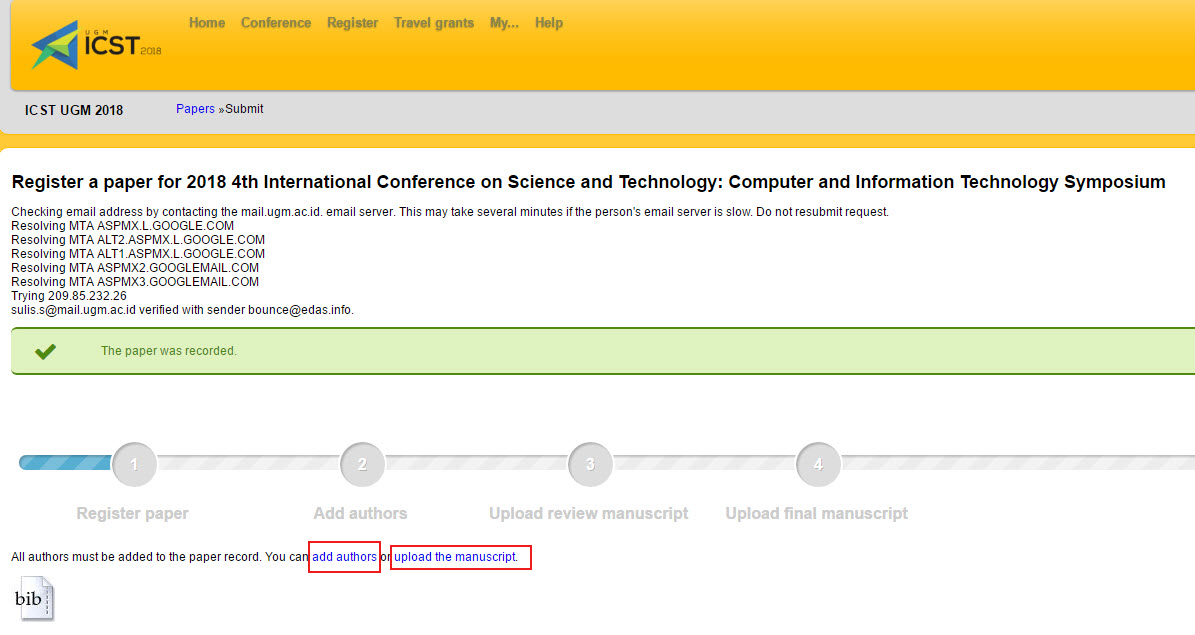 UGM
ICST 2018
Home Conference Register Travel grants My... Help
ICST UGM 2018 Papers »Submit
Register a paper for 2018 4th International Conference on Science and Technology: Computer and Information Technology Symposium
Checking email address by contacting the mail.ugm.ac.id. email server. This may take several minutes if the person's email server is slow. Do not resubmit request.
Resolving MTA ASPMX.L.GOOGLE.COM
Resolving MTA ALT2.ASPMX.L.GOOGLE.COM
Resolving MTA ALT1.ASPMX.L.GOOGLE.COM
Resolving MTA ASPMX2.GOOGLEMAIL.COM
Resolving MTA ASPMX3.GOOGLEMAIL.COM
Trying 209.85.232.26
sulis.s@mail.ugm.ac.id verified with sender bounce@edas.info.
The paper was recorded.
1 2 3 4
Register paper Add authors Upload review manuscript Upload final manuscript
All authors must be added to the paper record. You can add authors or upload the manuscript.
bib